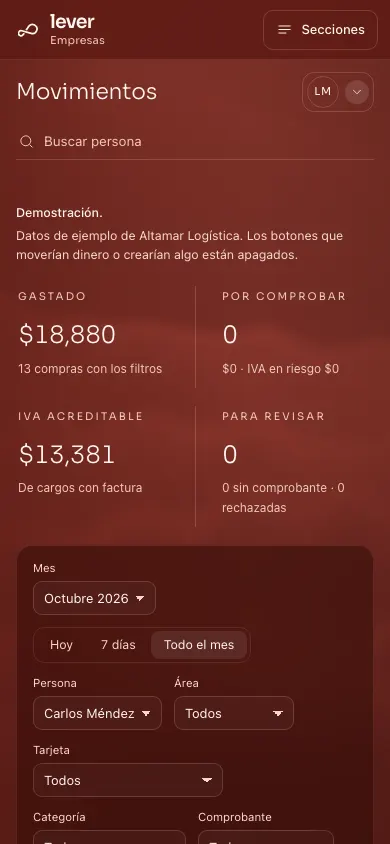 lever
Empresas
Secciones
Movimientos
LM
Buscar persona
Demostración.
Datos de ejemplo de Altamar Logística. Los botones que
moverían dinero o crearían algo están apagados.
GASTADO
$18,880
13 compras con los filtros
POR COMPROBAR
0
$0 · IVA en riesgo $0
IVA ACREDITABLE
$13,381
De cargos con factura
PARA REVISAR
0
0 sin comprobante · 0
rechazadas
Mes
Octubre 2026
Hoy 7 días Todo el mes
Persona Área
Carlos Méndez Todos
Tarjeta
Todos
Categoría Comprobante